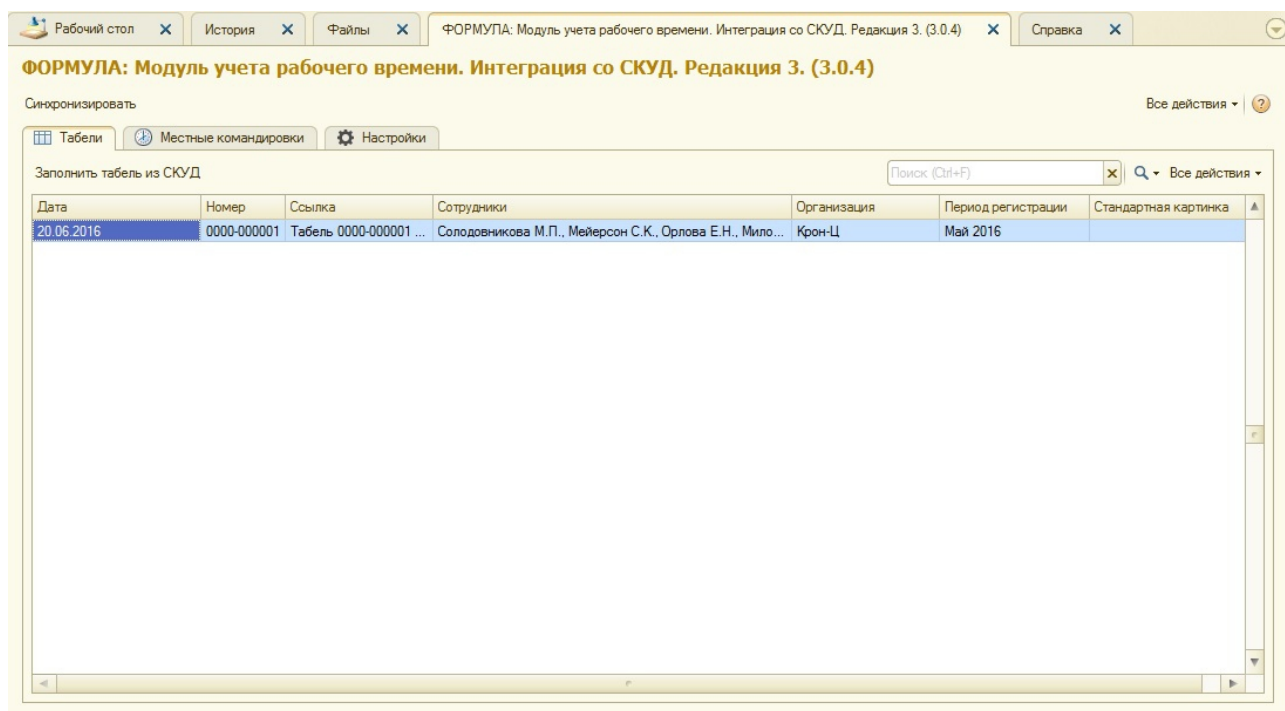 Рабочий стол История Файлы ФОРМУЛА: Модуль учета рабочего времени. Интеграция со СКУД. Редакция 3. (3.0.4) Справка
ФОРМУЛА: Модуль учета рабочего времени. Интеграция со СКУД. Редакция 3. (3.0.4)
Синхронизировать Все действия
Табели Местные командировки Настройки
Заполнить табель из СКУД Поиск (Ctrl+F) Все действия
Дата Номер Ссылка Сотрудники Организация Период регистрации Стандартная картинка
20.06.2016 0000-000001 Табель 0000-000001 ... Солодовникова М.П., Мейерсон С.К., Орлова Е.Н., Мило... Крон-Ц Май 2016